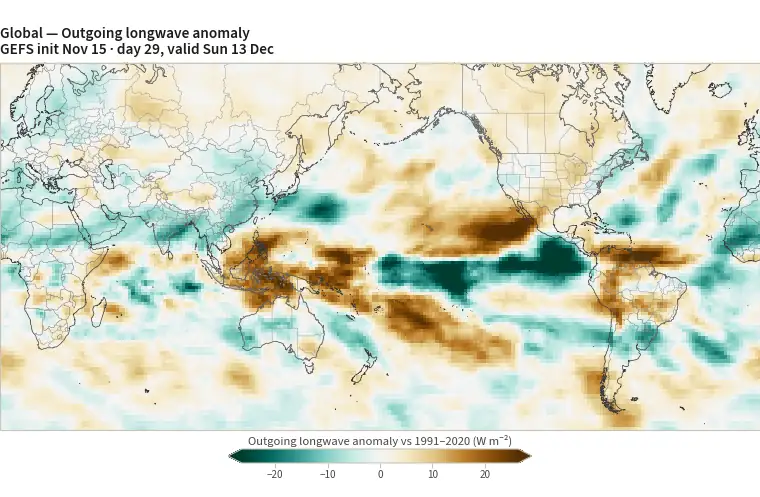 Global — Outgoing longwave anomaly
GEFS init Nov 15 · day 29, valid Sun 13 Dec
Outgoing longwave anomaly vs 1991–2020 (W m⁻²)
−20 −10 0 10 20